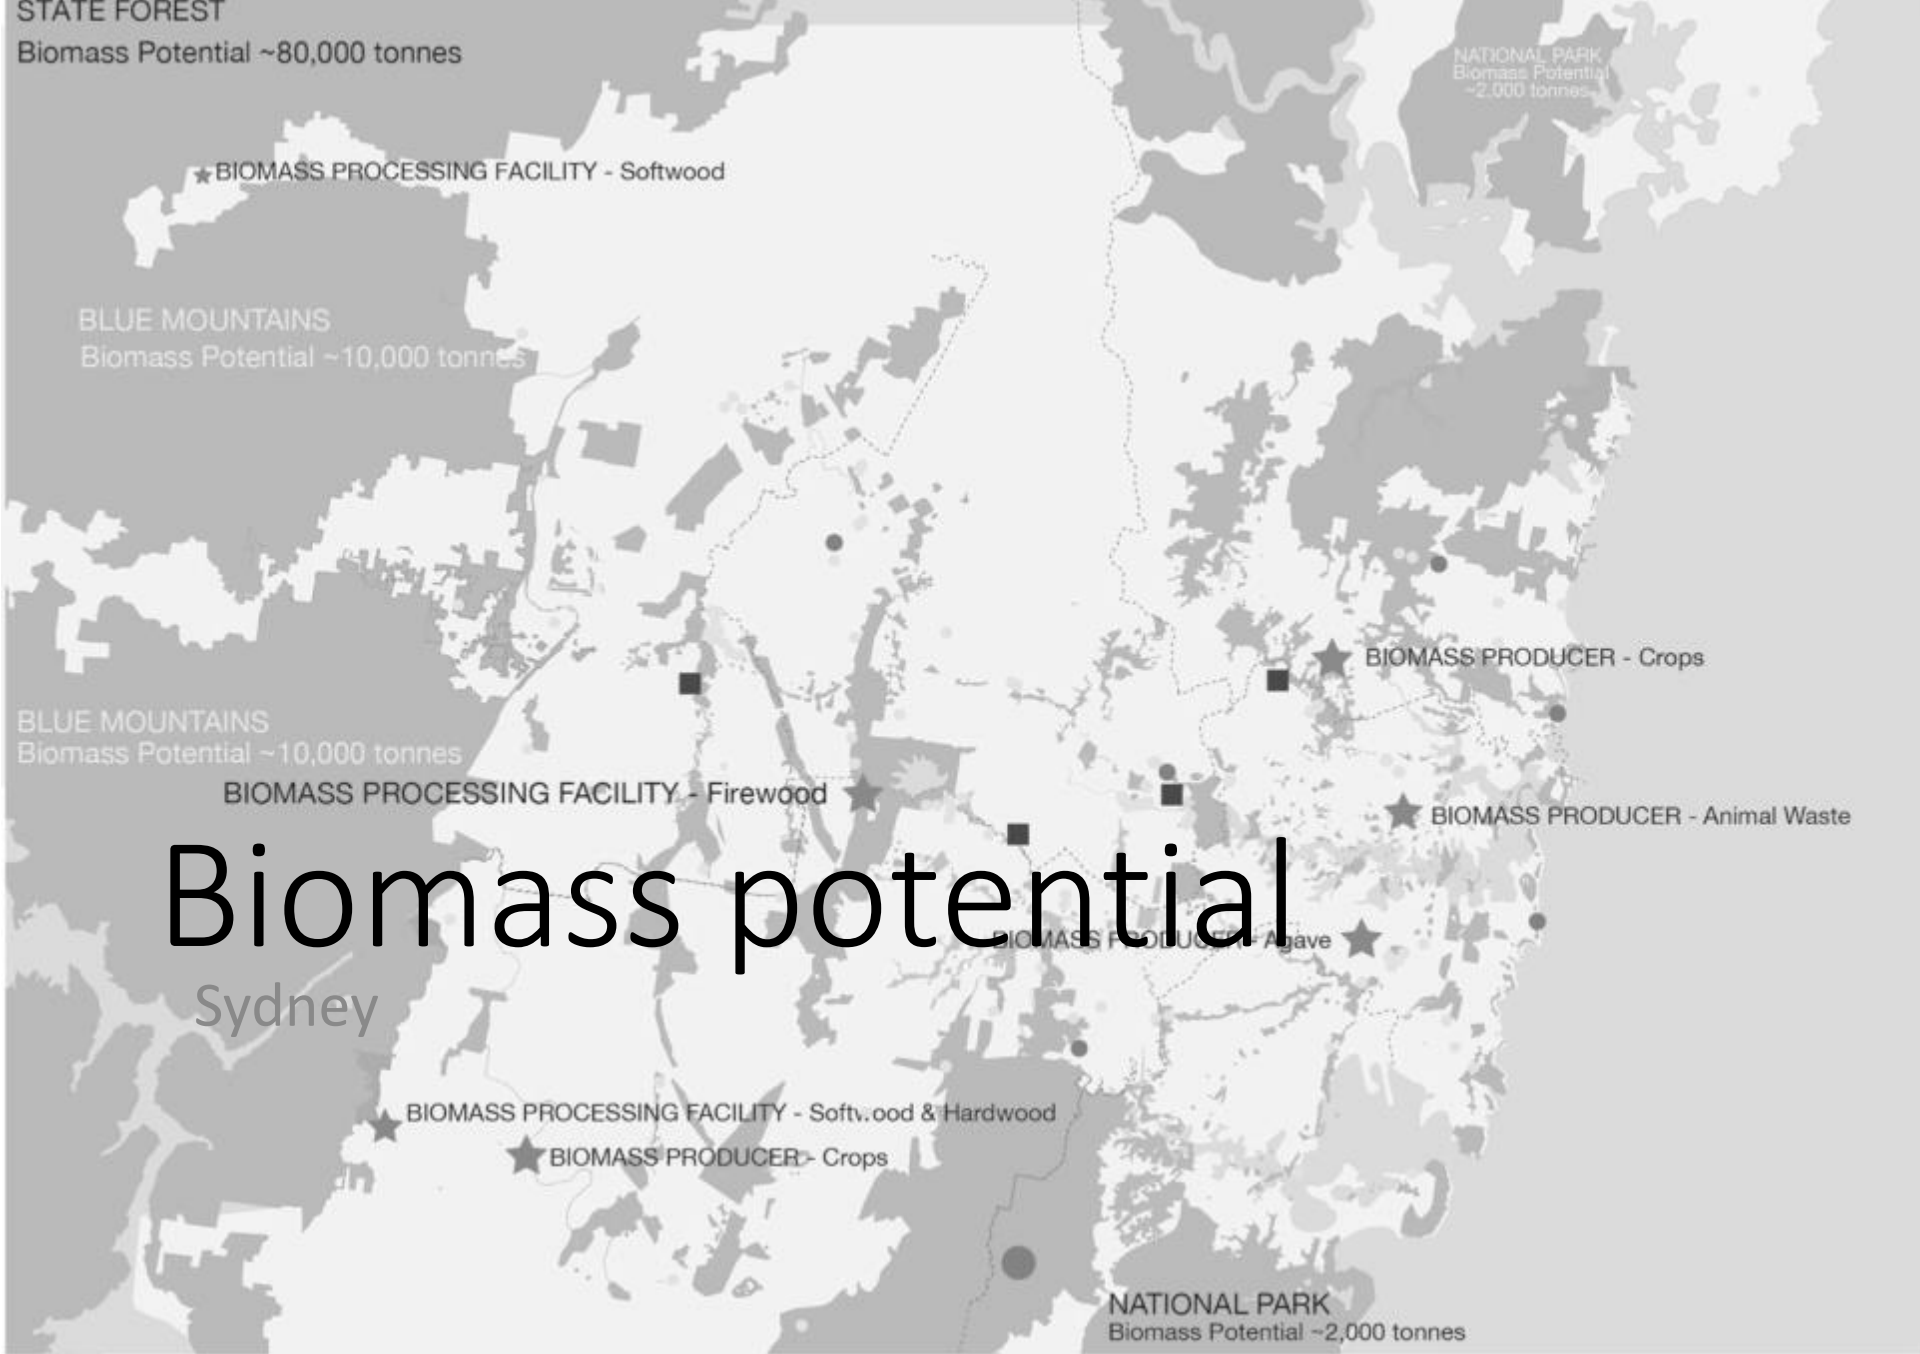 STATE FOREST
Biomass Potential ~80,000 tonnes
NATIONAL PARK
Biomass Potential
~2,000 tonnes
BIOMASS PROCESSING FACILITY - Softwood
BLUE MOUNTAINS
Biomass Potential ~10,000 tonnes
BIOMASS PRODUCER - Crops
BLUE MOUNTAINS
Biomass Potential ~10,000 tonnes
BIOMASS PROCESSING FACILITY - Firewood
BIOMASS PRODUCER - Animal Waste
Biomass potential
BIOMASS PRODUCER - Agave
Sydney
BIOMASS PROCESSING FACILITY - Softwood & Hardwood
BIOMASS PRODUCER - Crops
NATIONAL PARK
Biomass Potential ~2,000 tonnes